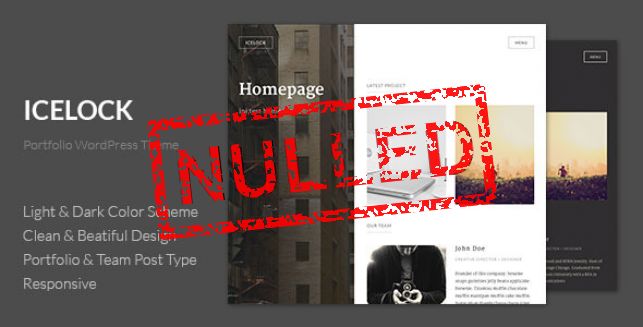 ICELOCK
Portfolio WordPress Theme
Light & Dark Color Scheme
Clean & Beatiful Design
Portfolio & Team Post Type
Responsive
ICELOCK
Homepage
NULLED
MENU
LATEST PROJECT
OUR TEAM
John Doe
CREATIVE DIRECTOR / DESIGNER
MENU